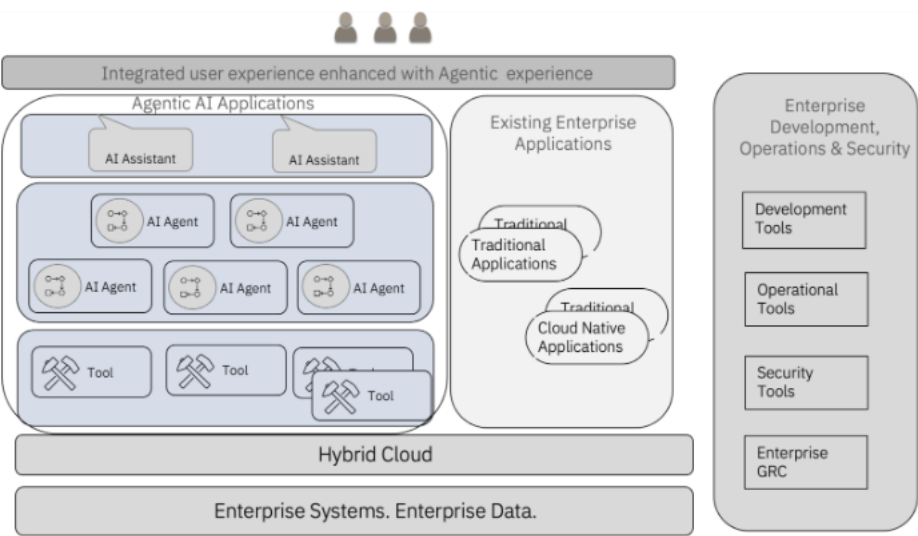 Integrated user experience enhanced with Agentic experience
Agentic AI Applications
AI Assistant
AI Assistant
AI Agent
AI Agent
AI Agent
AI Agent
AI Agent
Tool
Tool
Tool
Existing Enterprise
Applications
Traditional
Traditional
Applications
Traditional
Cloud Native
Applications
Hybrid Cloud
Enterprise Systems. Enterprise Data.
Enterprise
Development,
Operations & Security
Development
Tools
Operational
Tools
Security
Tools
Enterprise
GRC